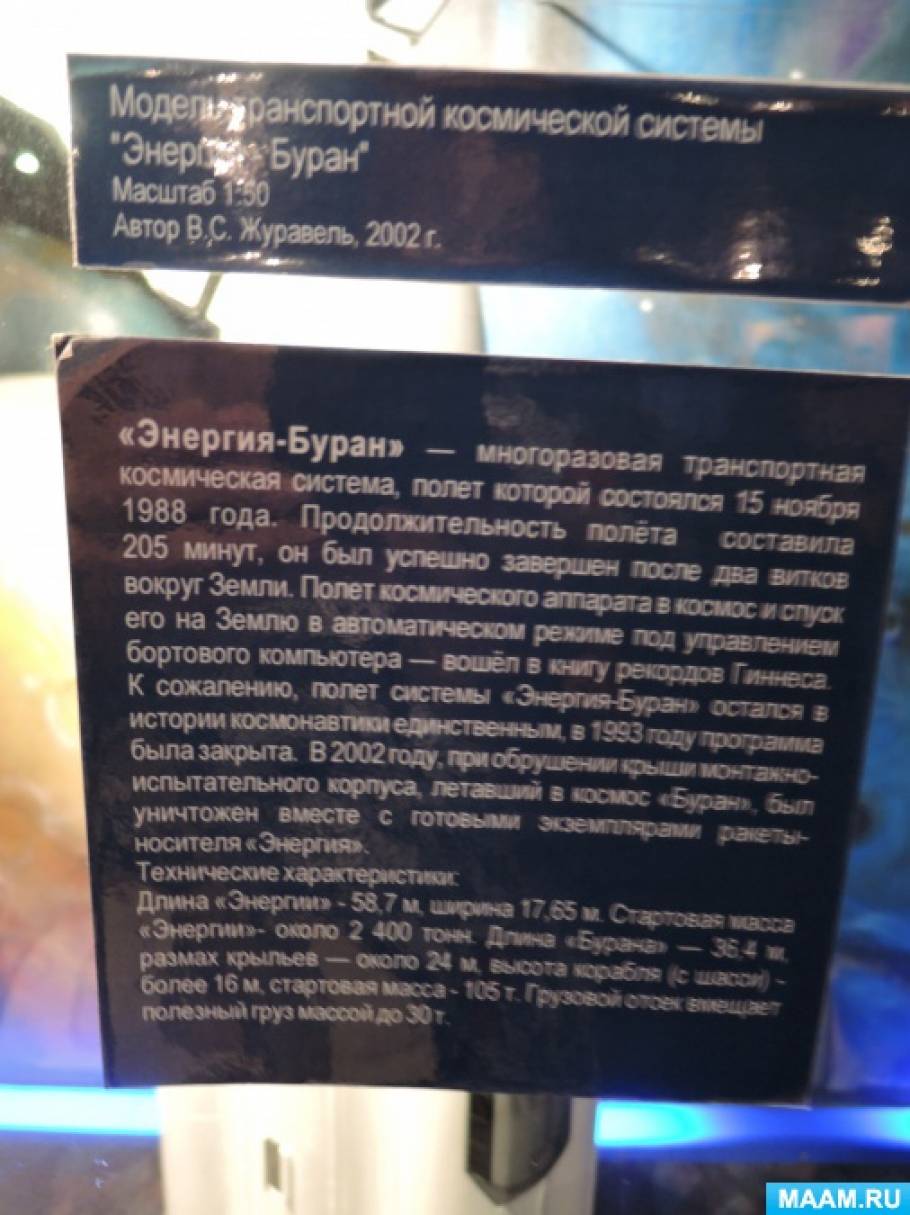 Модель транспортной космической системы
"Энергия - Буран"
Масштаб 1:50
Автор В.С. Журавель, 2002 г.
«Энергия-Буран» — многоразовая транспортная
космическая система, полет которой состоялся 15 ноября
1988 года. Продолжительность полёта составила
205 минут, он был успешно завершен после два витков
вокруг Земли. Полет космического аппарата в космос и спуск
его на Землю в автоматическом режиме под управлением
бортового компьютера — вошёл в книгу рекордов Гиннеса.
К сожалению, полет системы «Энергия-Буран» остался в
истории космонавтики единственным, в 1993 году программа
была закрыта. В 2002 году, при обрушении крыши монтажно-
испытательного корпуса, летавший в космос «Буран», был
уничтожен вместе с готовыми экземплярами ракеты-
носителя «Энергия».
Технические характеристики:
Длина «Энергии» - 58,7 м, ширина 17,65 м. Стартовая масса
«Энергии»- около 2 400 тонн. Длина «Бурана» — 36,4 м,
размах крыльев — около 24 м, высота корабля (с шасси) -
более 16 м, стартовая масса - 105 т. Грузовой отсек вмещает
полезный груз массой до 30 т.
MAAM.RU